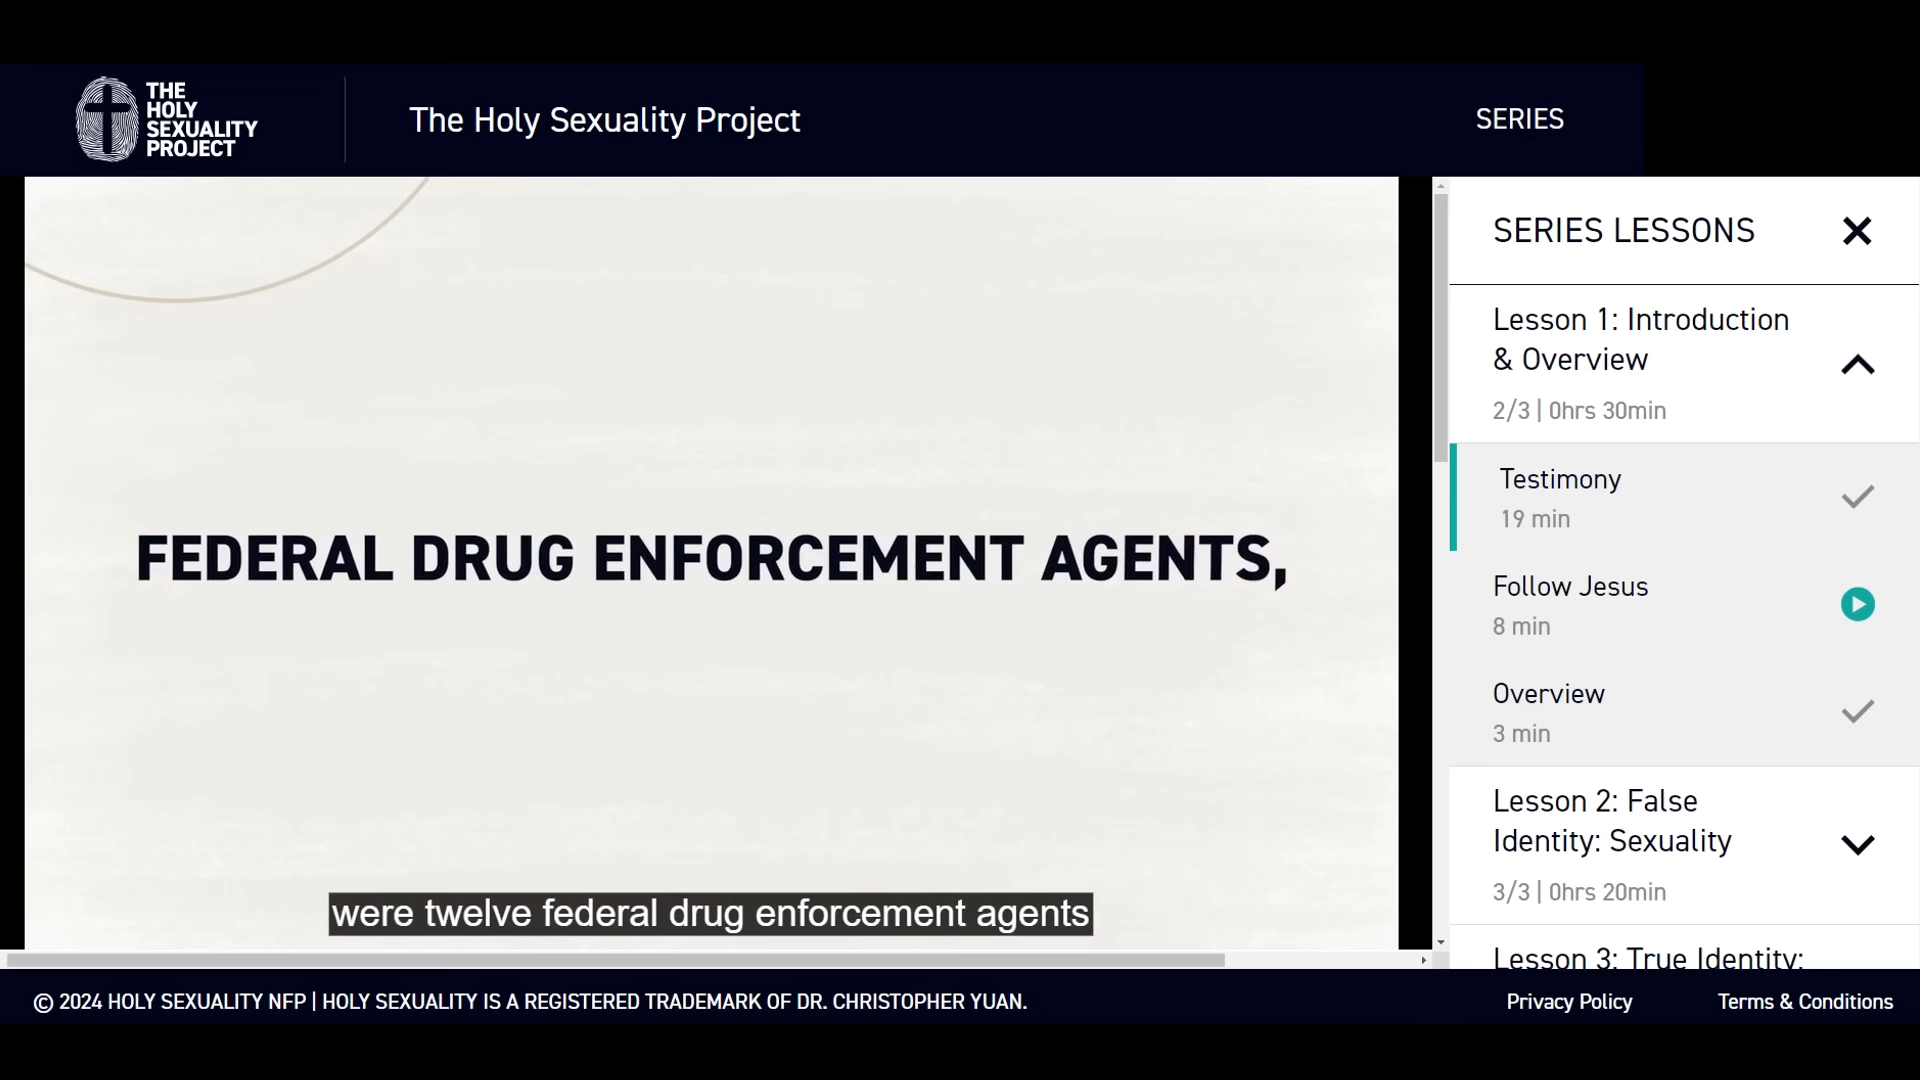 THE
HOLY
SEXUALITY
PROJECT
The Holy Sexuality Project
SERIES
FEDERAL DRUG ENFORCEMENT AGENTS,
were twelve federal drug enforcement agents
SERIES LESSONS
Lesson 1: Introduction
& Overview
2/3 | 0hrs 30min
Testimony
19 min
Follow Jesus
8 min
Overview
3 min
Lesson 2: False
Identity: Sexuality
3/3 | 0hrs 20min
Lesson 3: True Identity:
© 2024 HOLY SEXUALITY NFP | HOLY SEXUALITY IS A REGISTERED TRADEMARK OF DR. CHRISTOPHER YUAN.
Privacy Policy
Terms & Conditions